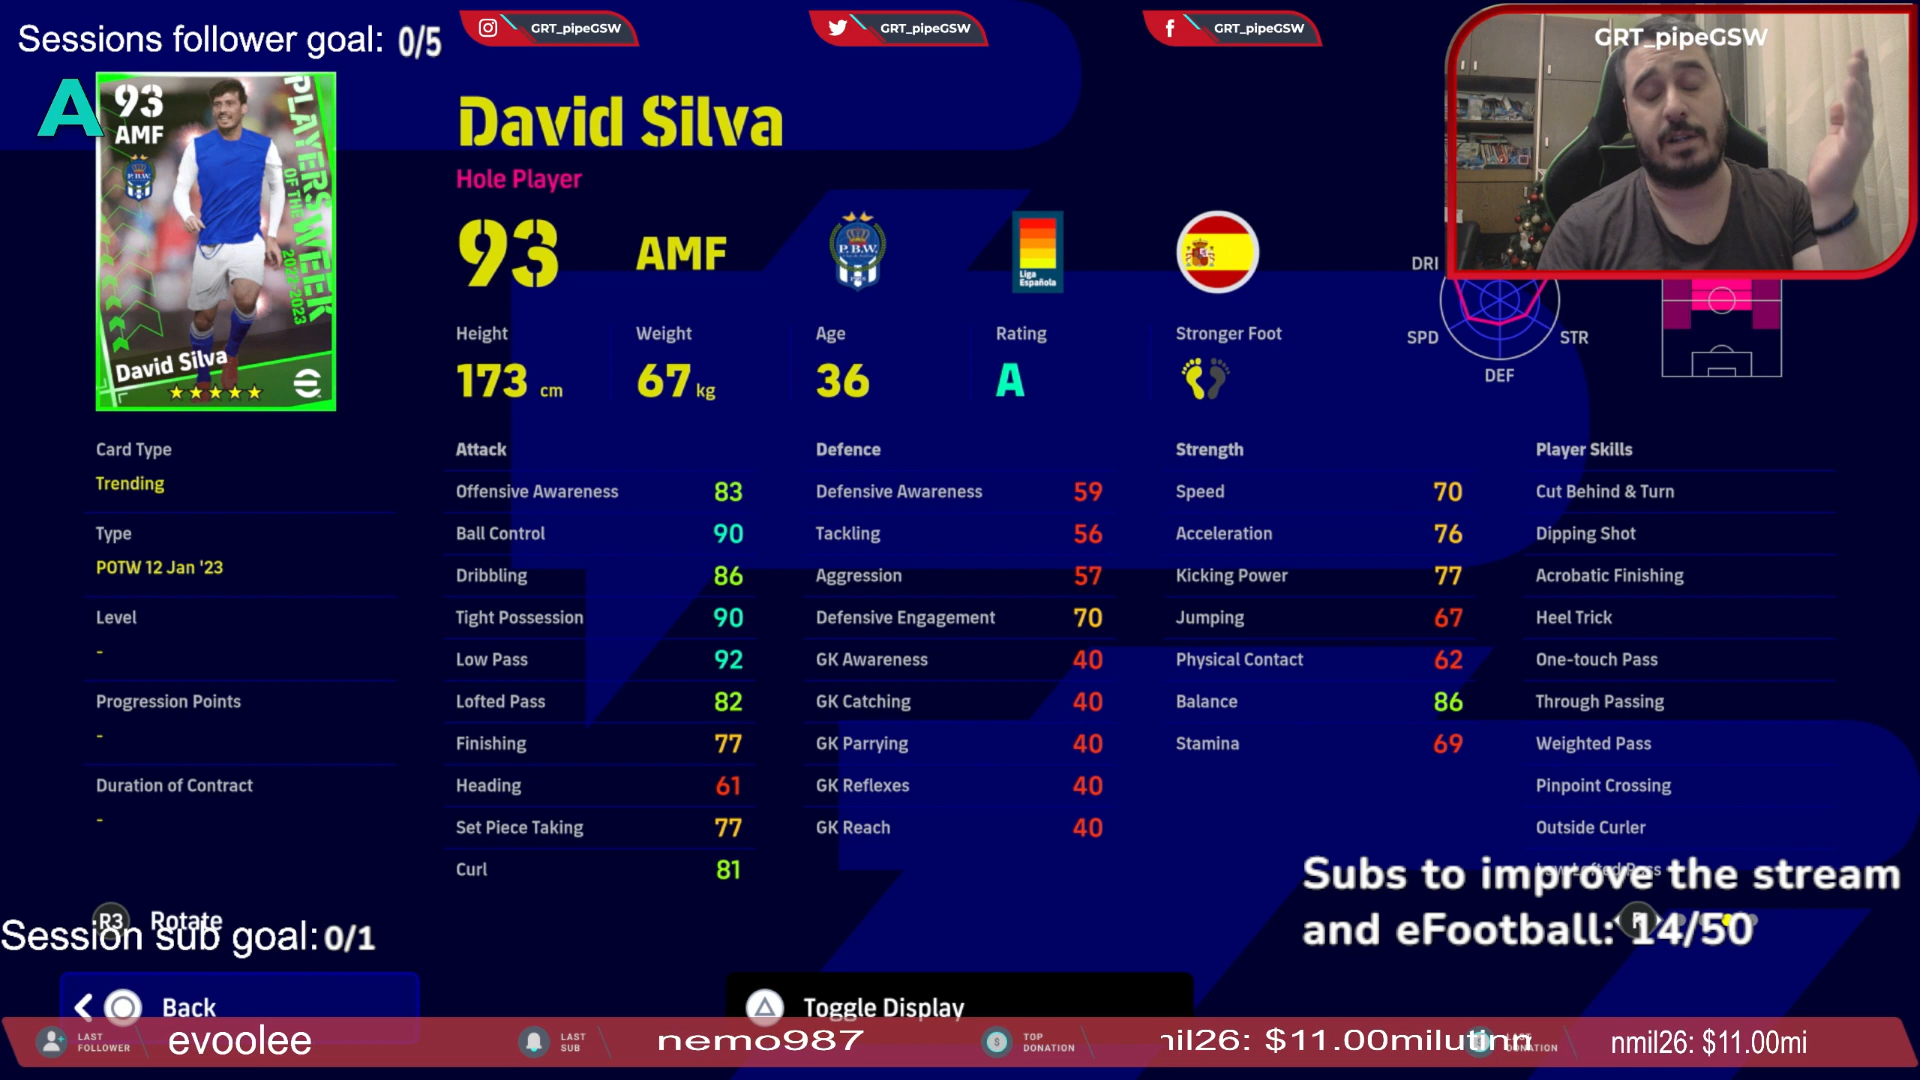 Sessions follower goal: 0/5
GRT_pipeGSW
GRT_pipeGSW
GRT_pipeGSW
GRT_pipeGSW
A
93
AMF
P.B.W.
PLAYERS OF THE WEEK
2022-2023
David Silva
David Silva
Hole Player
93 AMF
P.B.W.
Liga
Española
Height
173 cm
Weight
67 kg
Age
36
Rating
A
Stronger Foot
DRI
SPD
STR
DEF
Card Type
Trending
Type
POTW 12 Jan '23
Level
-
Progression Points
-
Duration of Contract
-
Attack
Offensive Awareness 83
Ball Control 90
Dribbling 86
Tight Possession 90
Low Pass 92
Lofted Pass 82
Finishing 77
Heading 61
Set Piece Taking 77
Curl 81
Defence
Defensive Awareness 59
Tackling 56
Aggression 57
Defensive Engagement 70
GK Awareness 40
GK Catching 40
GK Parrying 40
GK Reflexes 40
GK Reach 40
Strength
Speed 70
Acceleration 76
Kicking Power 77
Jumping 67
Physical Contact 62
Balance 86
Stamina 69
Player Skills
Cut Behind & Turn
Dipping Shot
Acrobatic Finishing
Heel Trick
One-touch Pass
Through Passing
Weighted Pass
Pinpoint Crossing
Outside Curler
Subs to improve the stream
and eFootball: 14/50
R3 Rotate
Session sub goal: 0/1
Back
Toggle Display
LAST
FOLLOWER
evoolee
LAST
SUB
nemo987
TOP
DONATION
nil26: $11.00milutinn
DONATION
nmil26: $11.00mi